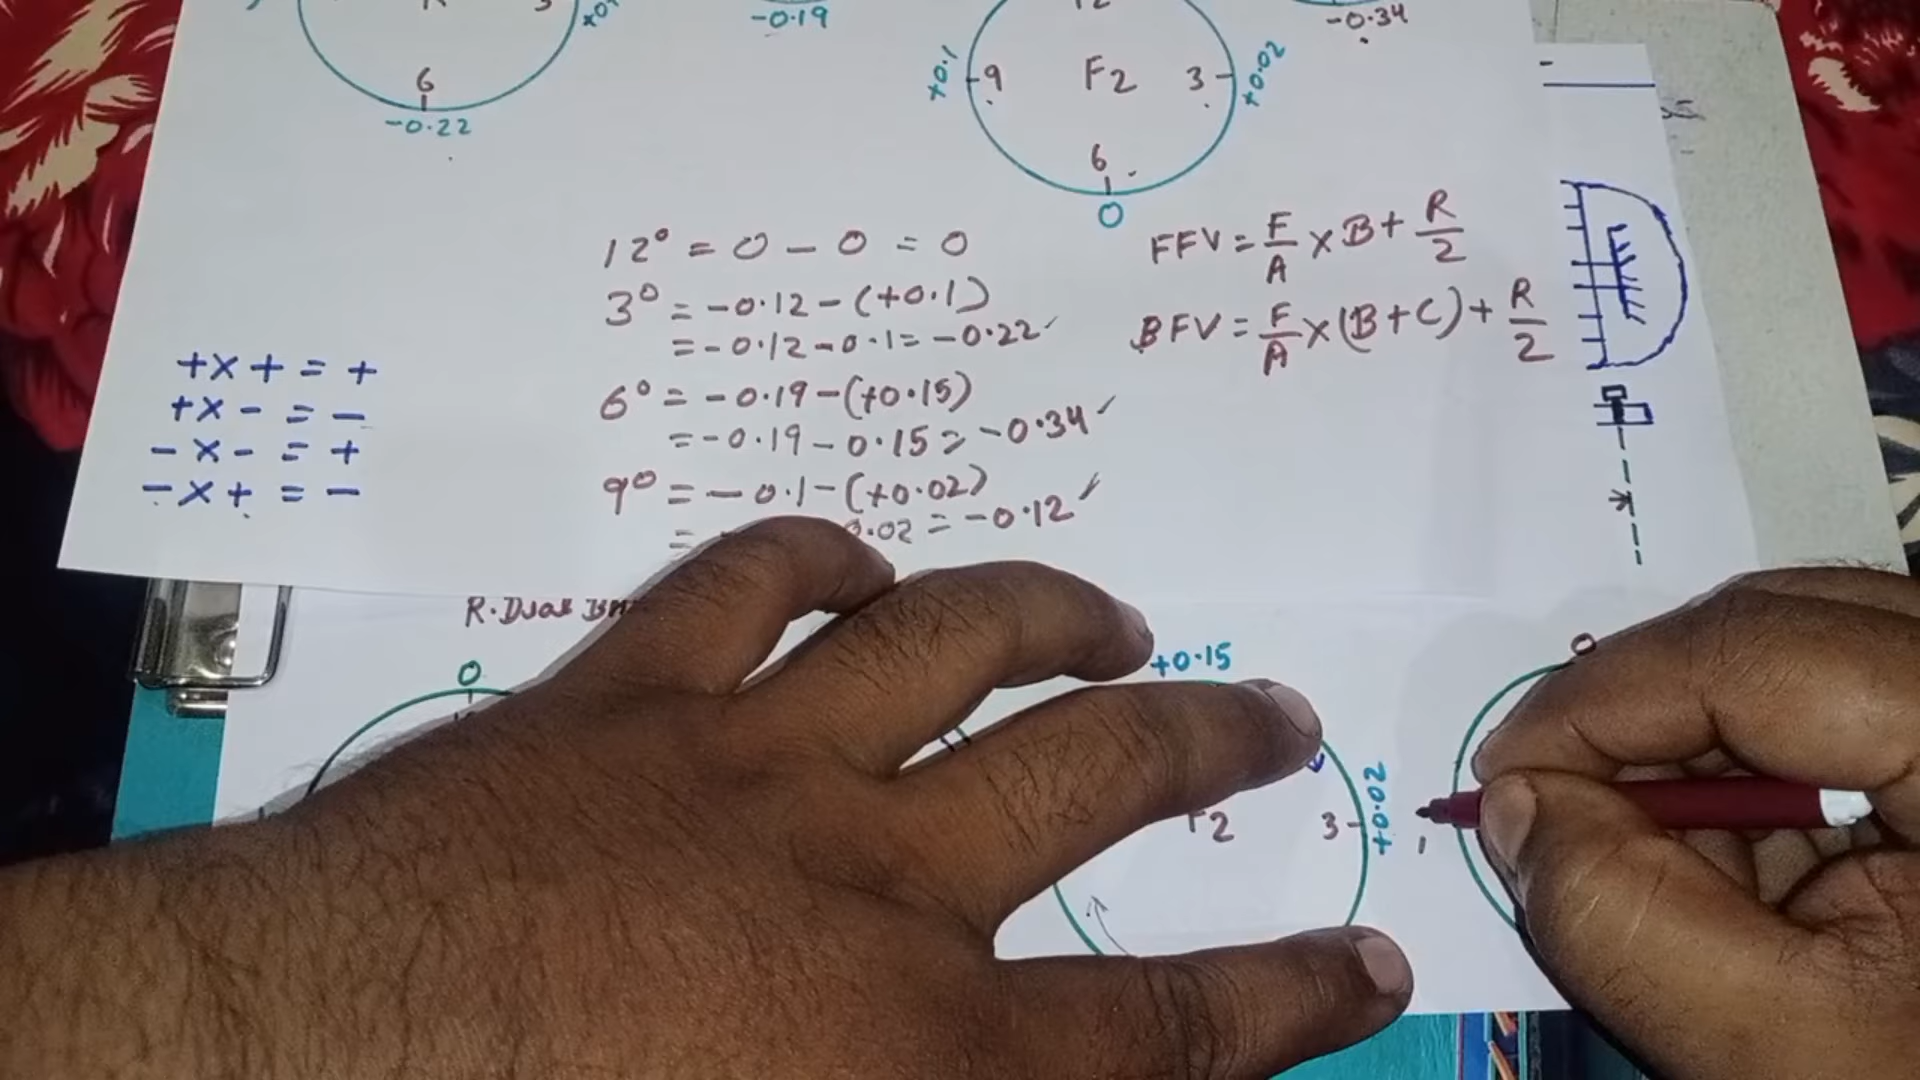 -0.19
-0.34
6
-0.22
+0.1
9
F2
3
+0.02
6
0
12° = 0 - 0 = 0
3° = -0.12 - (+0.1)
= -0.12 - 0.1 = -0.22
6° = -0.19 - (+0.15)
= -0.19 - 0.15 = -0.34
9° = -0.1 - (+0.02)
0.02 = -0.12
FFV = F/A × B + R/2
BFV = F/A × (B + C) + R/2
+ × + = +
+ × - = -
- × - = +
- × + = -
0
+0.15
F2
3
+0.02
0